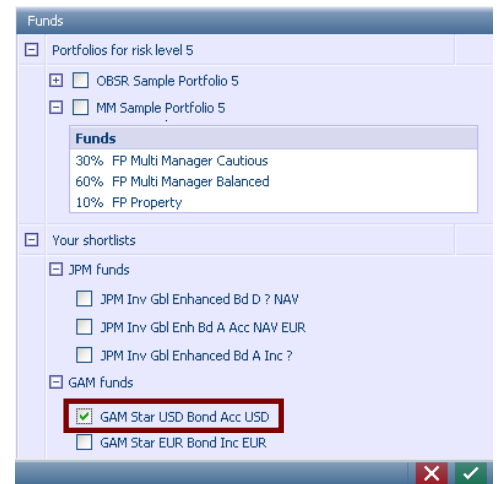 Funds
Portfolios for risk level 5
OBSR Sample Portfolio 5
MM Sample Portfolio 5
Funds
30% FP Multi Manager Cautious
60% FP Multi Manager Balanced
10% FP Property
Your shortlists
JPM funds
JPM Inv Gbl Enhanced Bd D ? NAV
JPM Inv Gbl Enh Bd A Acc NAV EUR
JPM Inv Gbl Enhanced Bd A Inc ?
GAM funds
GAM Star USD Bond Acc USD
GAM Star EUR Bond Inc EUR